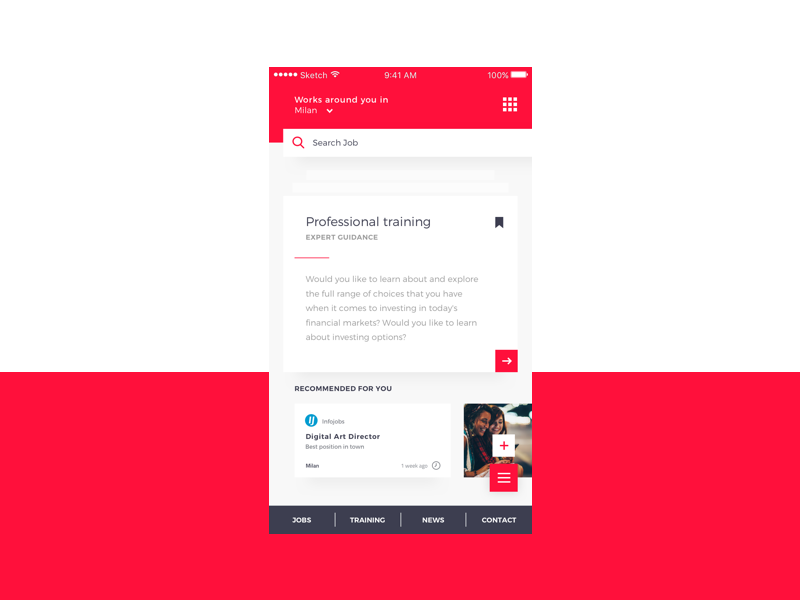 Sketch 9:41 AM 100%
Works around you in
Milan
Search Job
Professional training
EXPERT GUIDANCE
Would you like to learn about and explore
the full range of choices that you have
when it comes to investing in today's
financial markets? Would you like to learn
about investing options?
RECOMMENDED FOR YOU
IJ Infojobs
Digital Art Director
Best position in town
Milan 1 week ago
JOBS TRAINING NEWS CONTACT